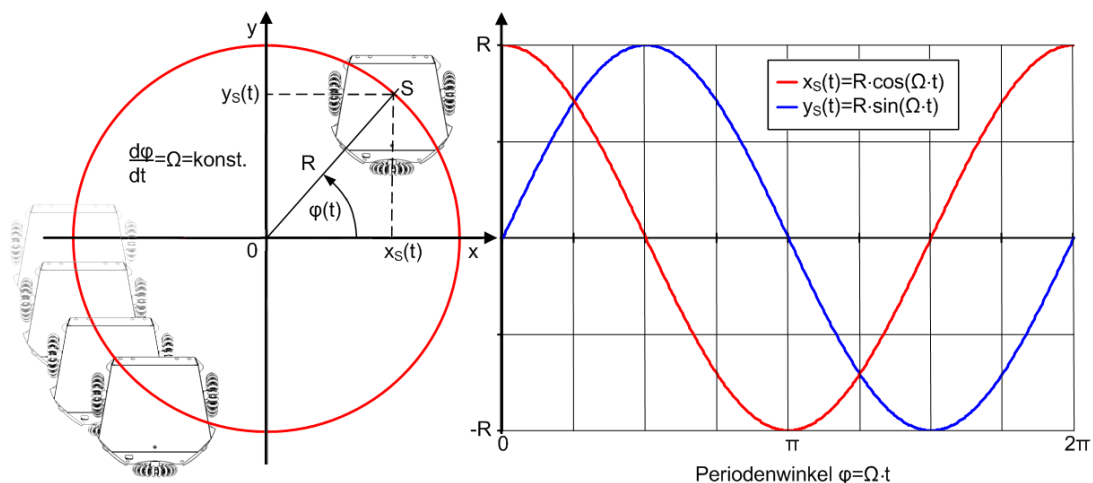 y
y_S(t)
S
dφ/dt=Ω=konst.
R
φ(t)
0
x_S(t)
x
R
x_S(t)=R·cos(Ω·t)
y_S(t)=R·sin(Ω·t)
-R
0
π
2π
Periodenwinkel φ=Ω·t